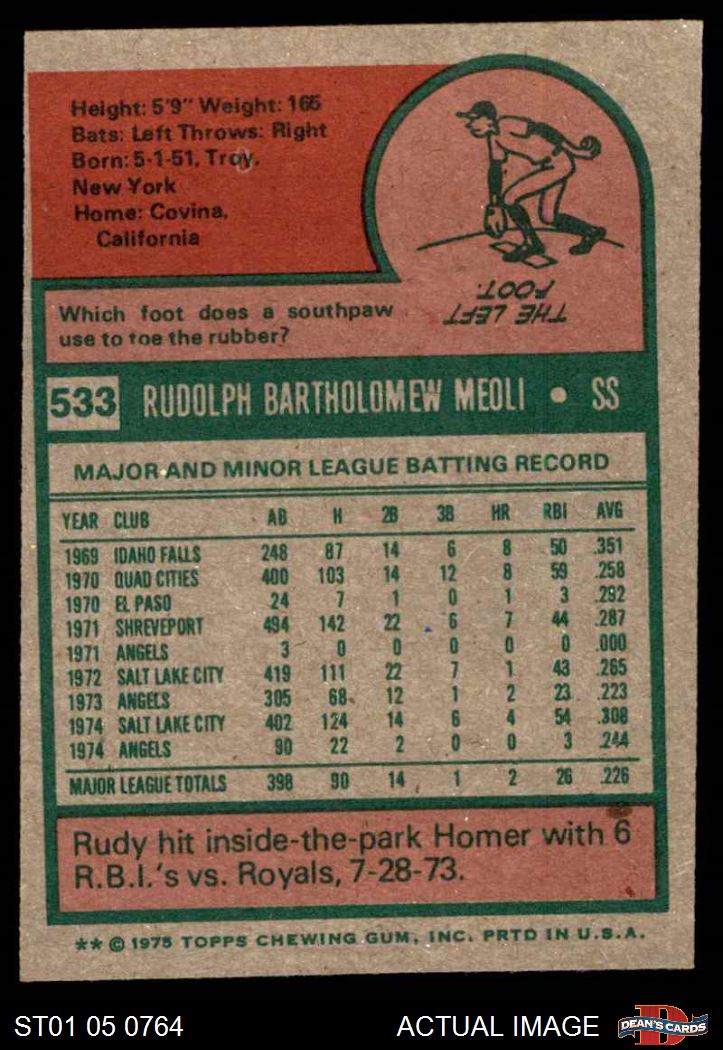 Height: 5'9" Weight: 165
Bats: Left Throws: Right
Born: 5-1-51, Troy,
New York
Home: Covina,
California
THE LEFT
FOOT.
Which foot does a southpaw
use to toe the rubber?
533 RUDOLPH BARTHOLOMEW MEOLI • SS
MAJOR AND MINOR LEAGUE BATTING RECORD
YEAR CLUB AB H 2B 3B HR RBI AVG
1969 IDAHO FALLS 248 87 14 6 8 50 .351
1970 QUAD CITIES 400 103 14 12 8 59 .258
1970 EL PASO 24 7 1 0 1 3 .292
1971 SHREVEPORT 494 142 22 6 7 44 .287
1971 ANGELS 3 0 0 0 0 0 .000
1972 SALT LAKE CITY 419 111 22 7 1 43 .265
1973 ANGELS 305 68 12 1 2 23 .223
1974 SALT LAKE CITY 402 124 14 6 4 54 .308
1974 ANGELS 90 22 2 0 0 3 .244
MAJOR LEAGUE TOTALS 398 90 14 1 2 26 .226
Rudy hit inside-the-park Homer with 6
R.B.I.'s vs. Royals, 7-28-73.
** © 1975 TOPPS CHEWING GUM, INC. PRTD IN U.S.A.
ST01 05 0764 ACTUAL IMAGE D DEAN'S CARDS